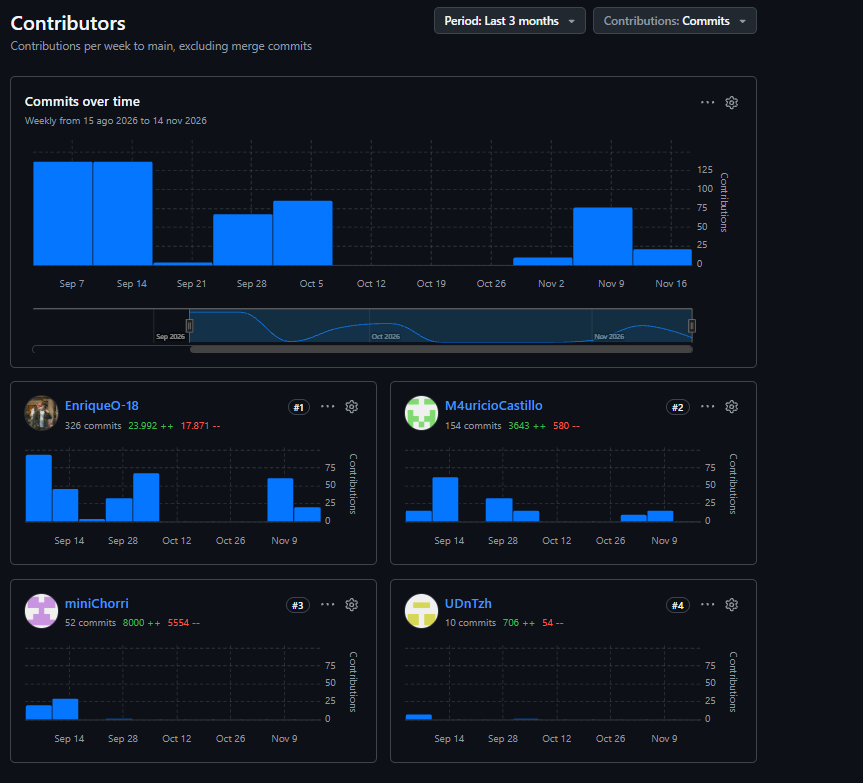 Contributors
Period: Last 3 months
Contributions: Commits
Contributions per week to main, excluding merge commits
Commits over time
Weekly from 15 ago 2026 to 14 nov 2026
125
100
75
50
25
0
Contributions
Sep 7 Sep 14 Sep 21 Sep 28 Oct 5 Oct 12 Oct 19 Oct 26 Nov 2 Nov 9 Nov 16
Sep 2026 Oct 2026 Nov 2026
EnriqueO-18 #1
326 commits 23.992 ++ 17.871 --
75
50
25
0
Contributions
Sep 14 Sep 28 Oct 12 Oct 26 Nov 9
M4uricioCastillo #2
154 commits 3643 ++ 580 --
75
50
25
0
Contributions
Sep 14 Sep 28 Oct 12 Oct 26 Nov 9
miniChorri #3
52 commits 8000 ++ 5554 --
75
50
25
0
Contributions
Sep 14 Sep 28 Oct 12 Oct 26 Nov 9
UDnTzh #4
10 commits 706 ++ 54 --
75
50
25
0
Contributions
Sep 14 Sep 28 Oct 12 Oct 26 Nov 9